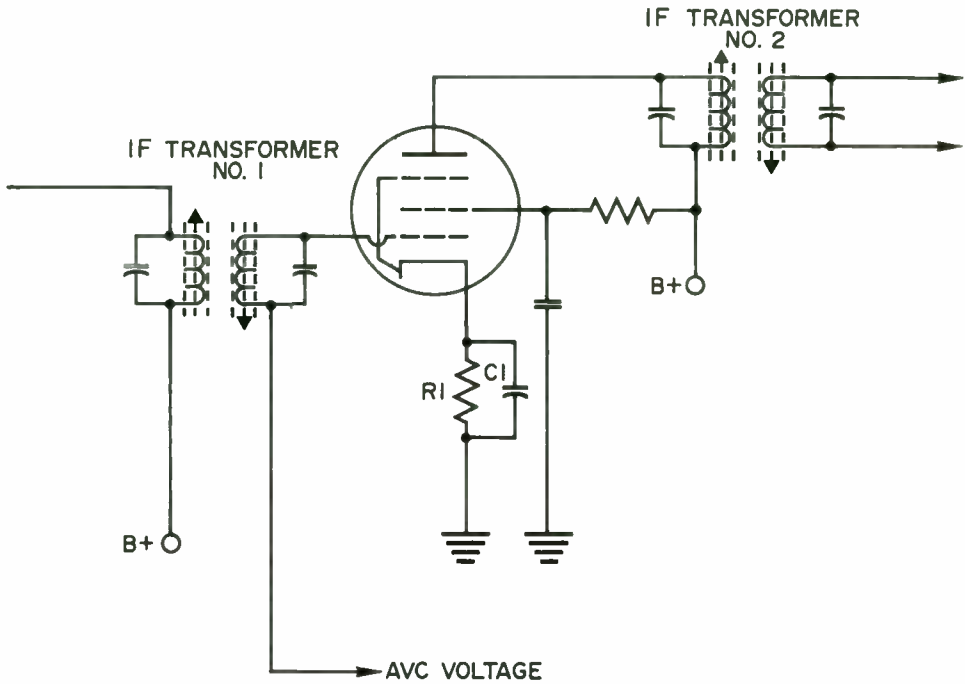 IF TRANSFORMER
NO. 2
IF TRANSFORMER
NO. 1
B+
R1
C1
B+
AVC VOLTAGE